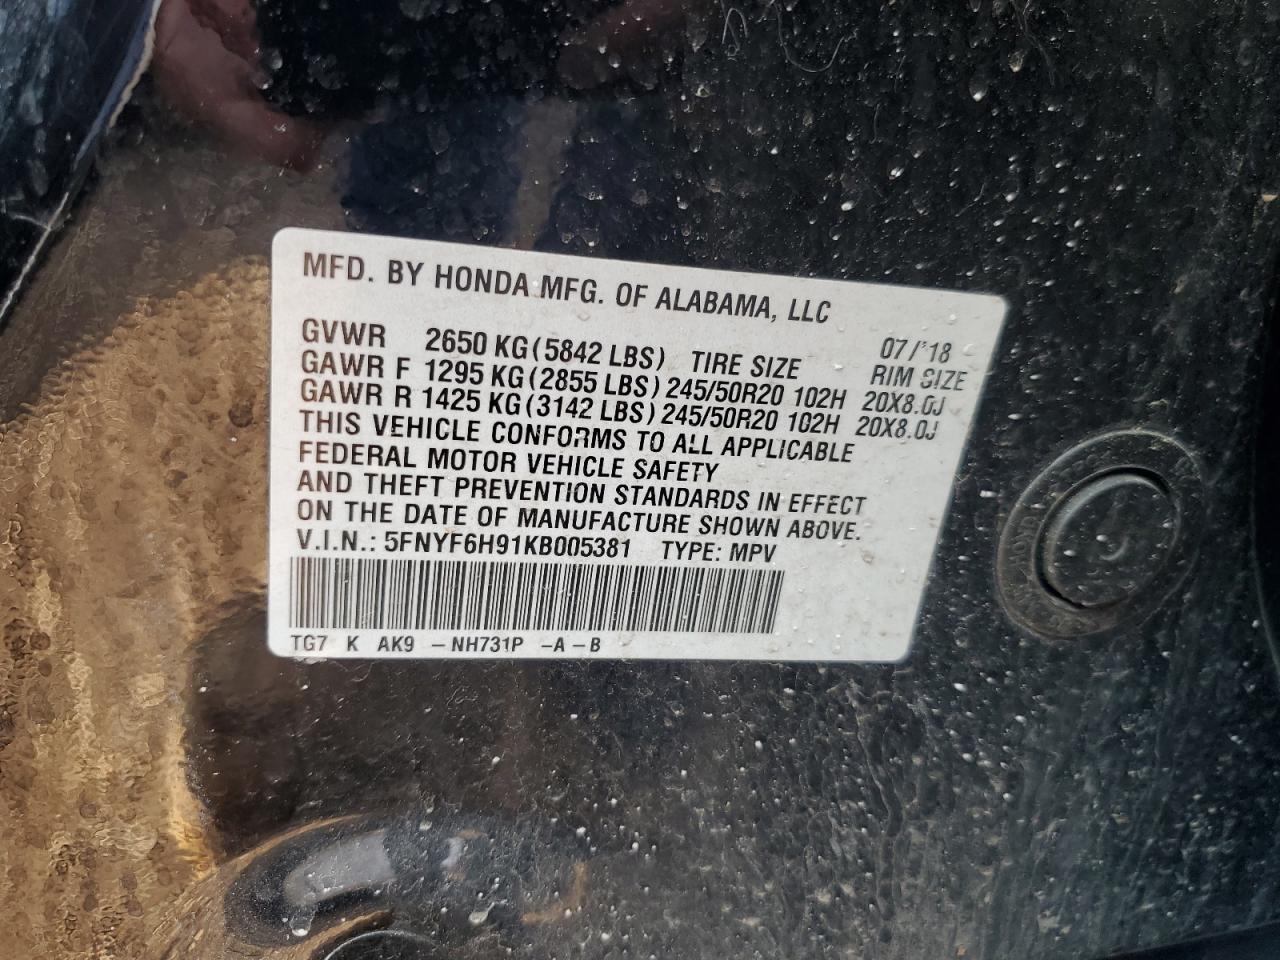 MFD. BY HONDA MFG. OF ALABAMA, LLC
07/'18
GVWR 2650 KG(5842 LBS) TIRE SIZE RIM SIZE
GAWR F 1295 KG(2855 LBS) 245/50R20 102H 20X8.0J
GAWR R 1425 KG(3142 LBS) 245/50R20 102H 20X8.0J
THIS VEHICLE CONFORMS TO ALL APPLICABLE
FEDERAL MOTOR VEHICLE SAFETY
AND THEFT PREVENTION STANDARDS IN EFFECT
ON THE DATE OF MANUFACTURE SHOWN ABOVE.
V.I.N.: 5FNYF6H91KB005381 TYPE: MPV
TG7 K AK9 -NH731P -A-B